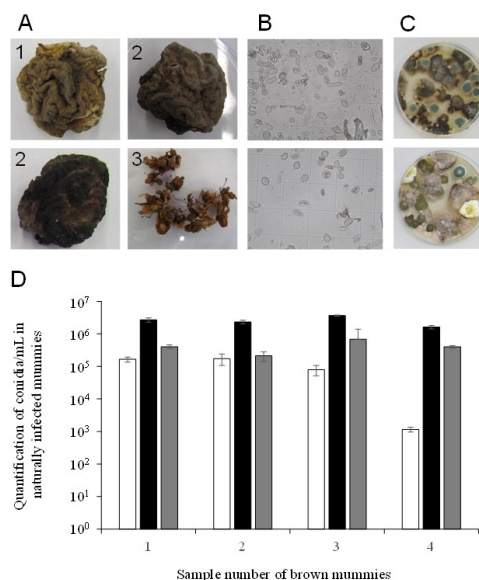 A
B
C
1
2
2
3
D
10⁷
10⁶
10⁵
10⁴
10³
10²
10¹
10⁰
Quantification of conidia/mL in
naturally infected mummies
1 2 3 4
Sample number of brown mummies